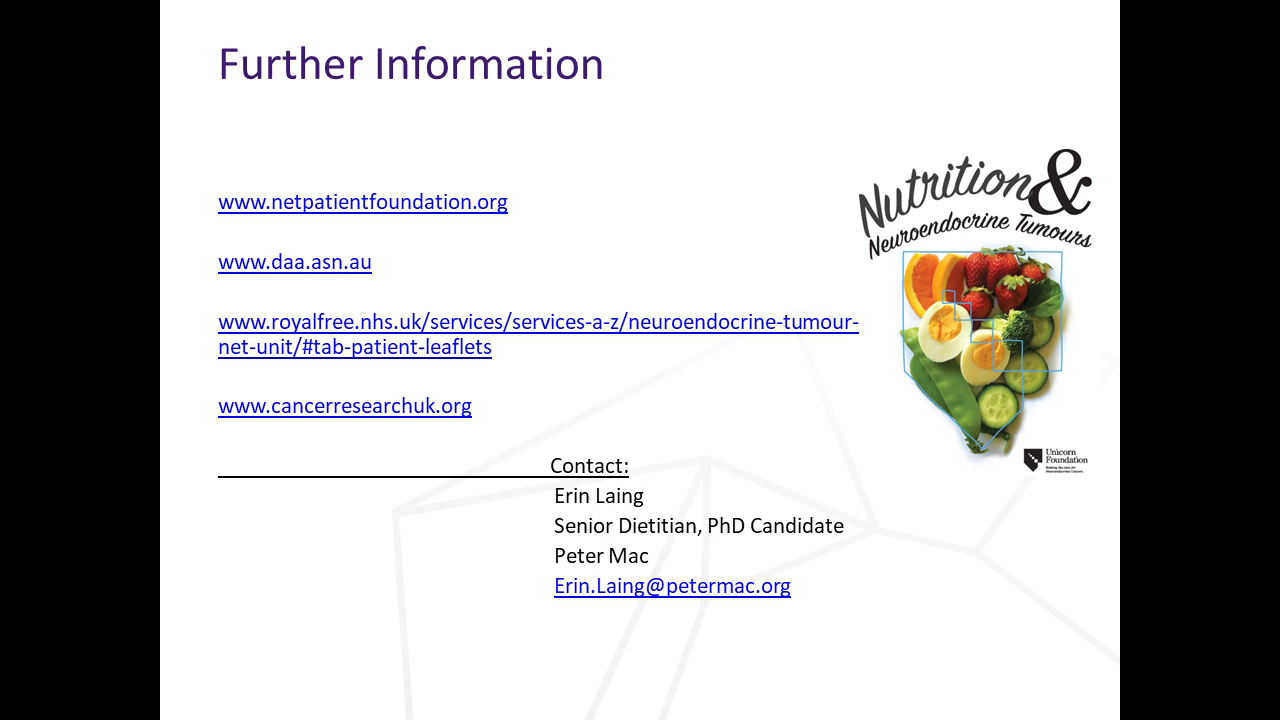 Further Information
www.netpatientfoundation.org
www.daa.asn.au
www.royalfree.nhs.uk/services/services-a-z/neuroendocrine-tumour-
net-unit/#tab-patient-leaflets
www.cancerresearchuk.org
Contact:
Erin Laing
Senior Dietitian, PhD Candidate
Peter Mac
Erin.Laing@petermac.org
Nutrition &
Neuroendocrine Tumours
Unicorn
Foundation